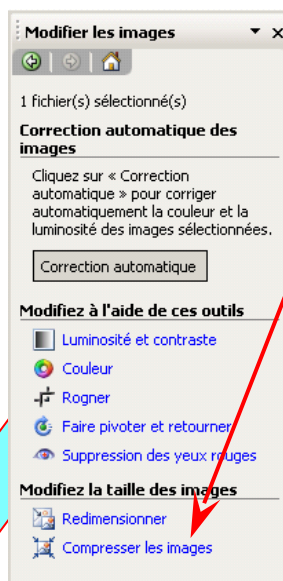 Modifier les images
1 fichier(s) sélectionné(s)
Correction automatique des
images
Cliquez sur « Correction
automatique » pour corriger
automatiquement la couleur et la
luminosité des images sélectionnées.
Correction automatique
Modifiez à l'aide de ces outils
Luminosité et contraste
Couleur
Rogner
Faire pivoter et retourner
Suppression des yeux rouges
Modifiez la taille des images
Redimensionner
Compresser les images